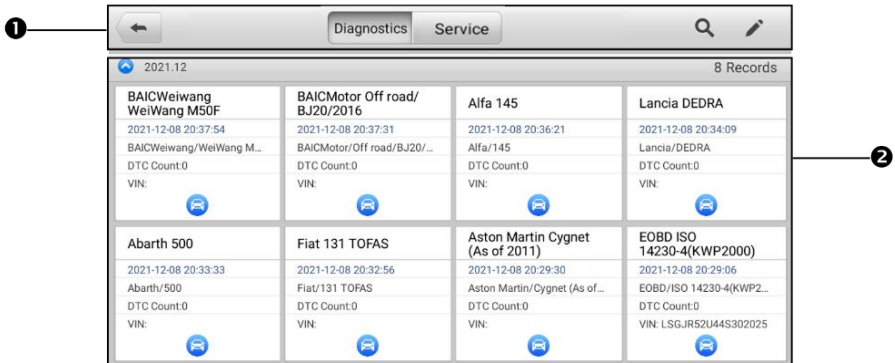 ❶
Diagnostics Service
2021.12 8 Records
BAICWeiwang
WeiWang M50F
2021-12-08 20:37:54
BAICWeiwang/WeiWang M...
DTC Count:0
VIN:
BAICMotor Off road/
BJ20/2016
2021-12-08 20:37:31
BAICMotor/Off road/BJ20/...
DTC Count:0
VIN:
Alfa 145
2021-12-08 20:36:21
Alfa/145
DTC Count:0
VIN:
Lancia DEDRA
2021-12-08 20:34:09
Lancia/DEDRA
DTC Count:0
VIN:
❷
Abarth 500
2021-12-08 20:33:33
Abarth/500
DTC Count:0
VIN:
Fiat 131 TOFAS
2021-12-08 20:32:56
Fiat/131 TOFAS
DTC Count:0
VIN:
Aston Martin Cygnet
(As of 2011)
2021-12-08 20:29:30
Aston Martin/Cygnet (As of...
DTC Count:0
VIN:
EOBD ISO
14230-4(KWP2000)
2021-12-08 20:29:06
EOBD/ISO 14230-4(KWP2...
DTC Count:0
VIN: LSGJR52U44S302025